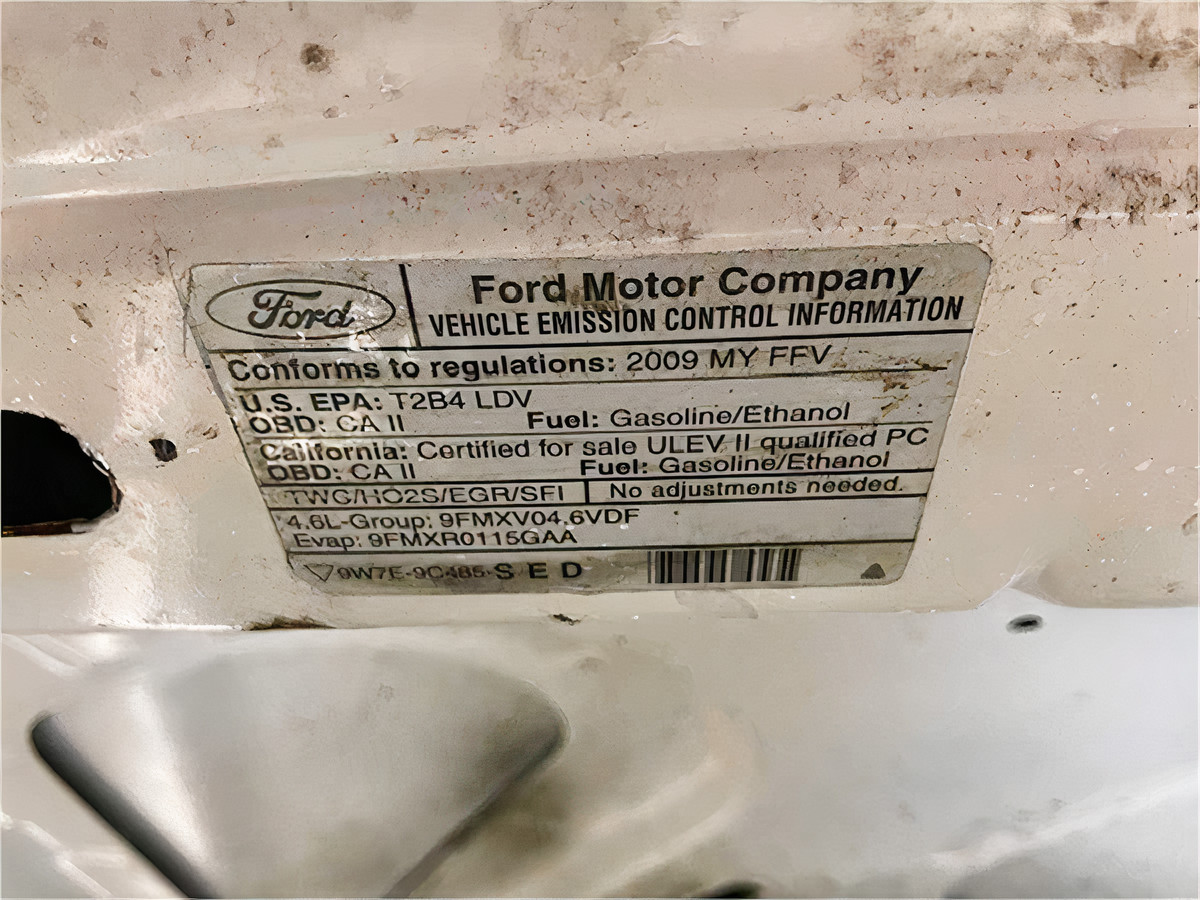 Ford
Ford Motor Company
VEHICLE EMISSION CONTROL INFORMATION
Conforms to regulations: 2009 MY FFV
U.S. EPA: T2B4 LDV
OBD: CA II Fuel: Gasoline/Ethanol
California: Certified for sale ULEV II qualified PC
OBD: CA II Fuel: Gasoline/Ethanol
TWC/HO2S/EGR/SFI No adjustments needed.
4.6L-Group: 9FMXV04.6VDF
Evap: 9FMXR0115GAA
9W7E-9C485-SED